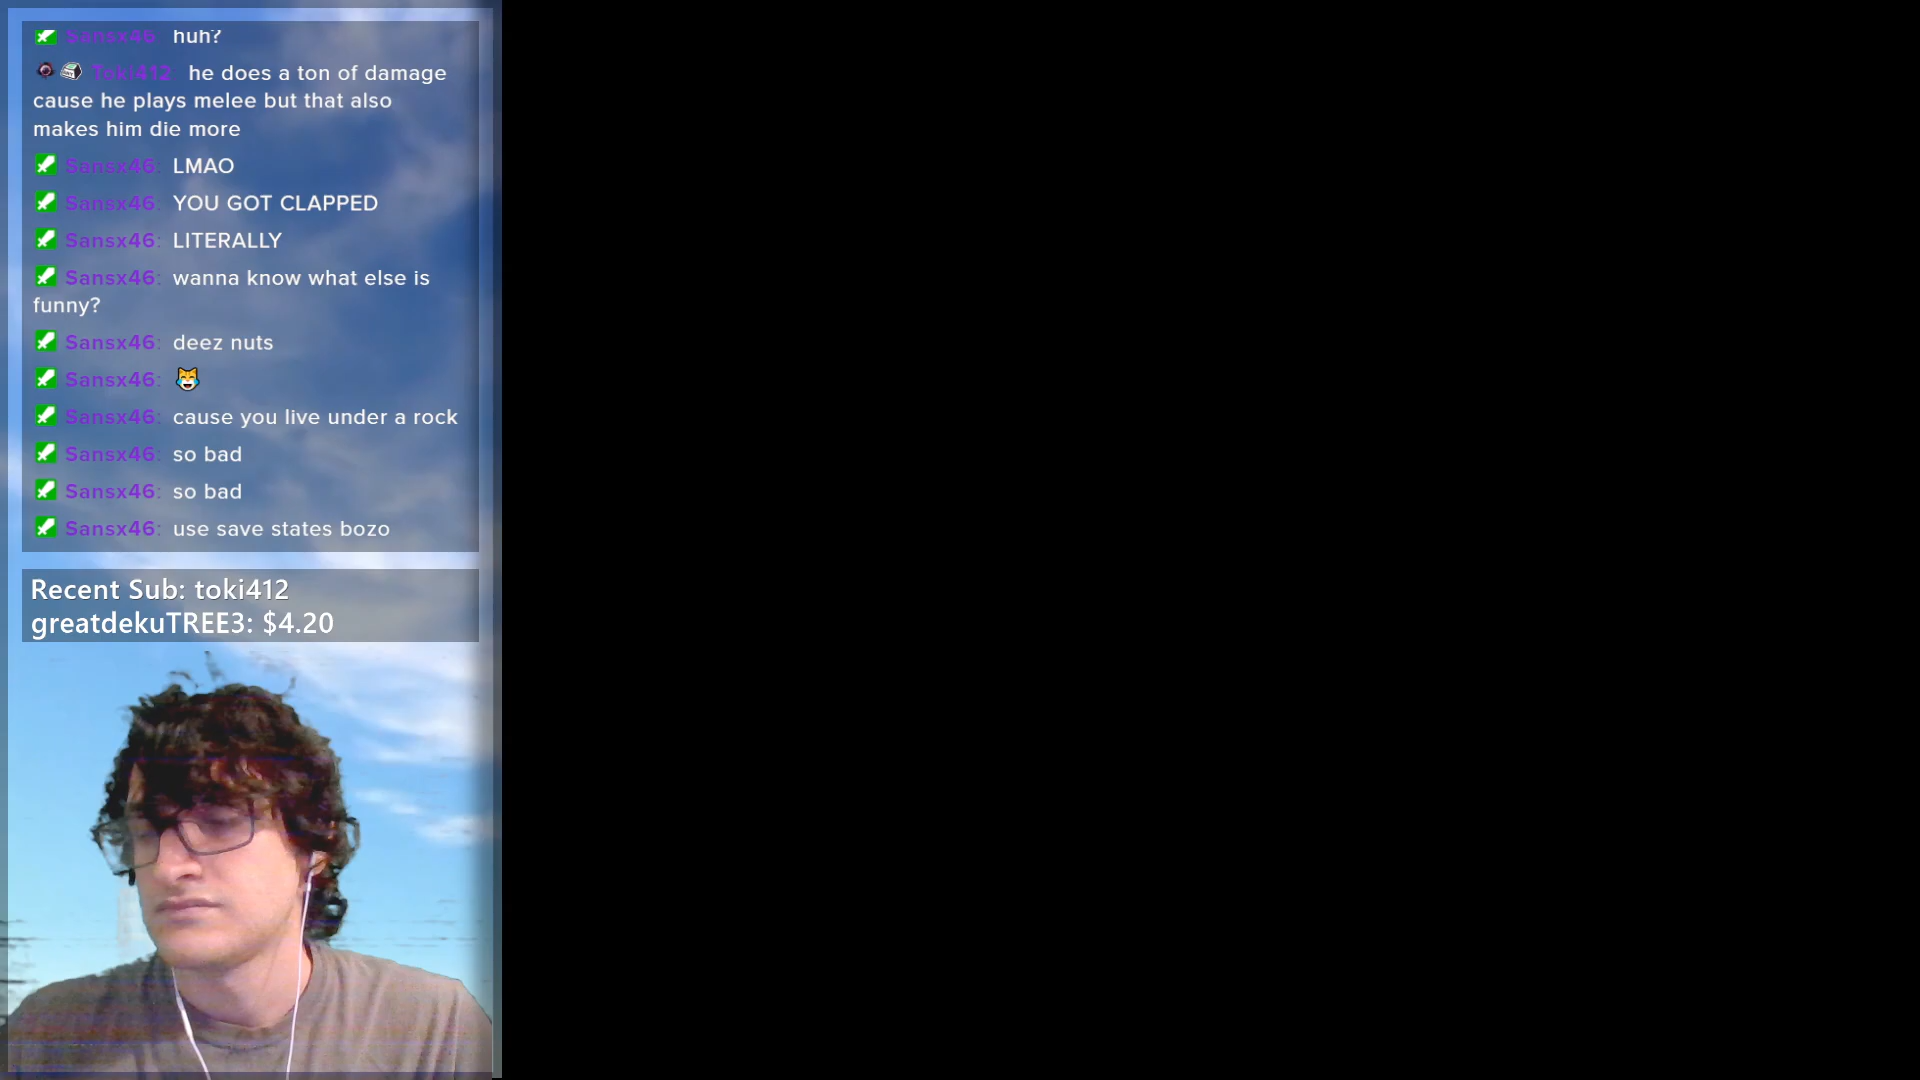 Sansx46: huh?
Toki412: he does a ton of damage
cause he plays melee but that also
makes him die more
Sansx46: LMAO
Sansx46: YOU GOT CLAPPED
Sansx46: LITERALLY
Sansx46: wanna know what else is
funny?
Sansx46: deez nuts
Sansx46: 😹
Sansx46: cause you live under a rock
Sansx46: so bad
Sansx46: so bad
Sansx46: use save states bozo
Recent Sub: toki412
greatdekuTREE3: $4.20